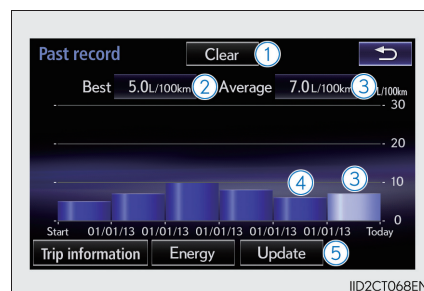 Past record Clear 1
Best 5.0L/100km 2 Average 7.0L/100km 3 L/100km
30
20
4 3 10
0
Start 01/01/13 01/01/13 01/01/13 01/01/13 01/01/13 Today
Trip information Energy Update 5
IID2CT068EN